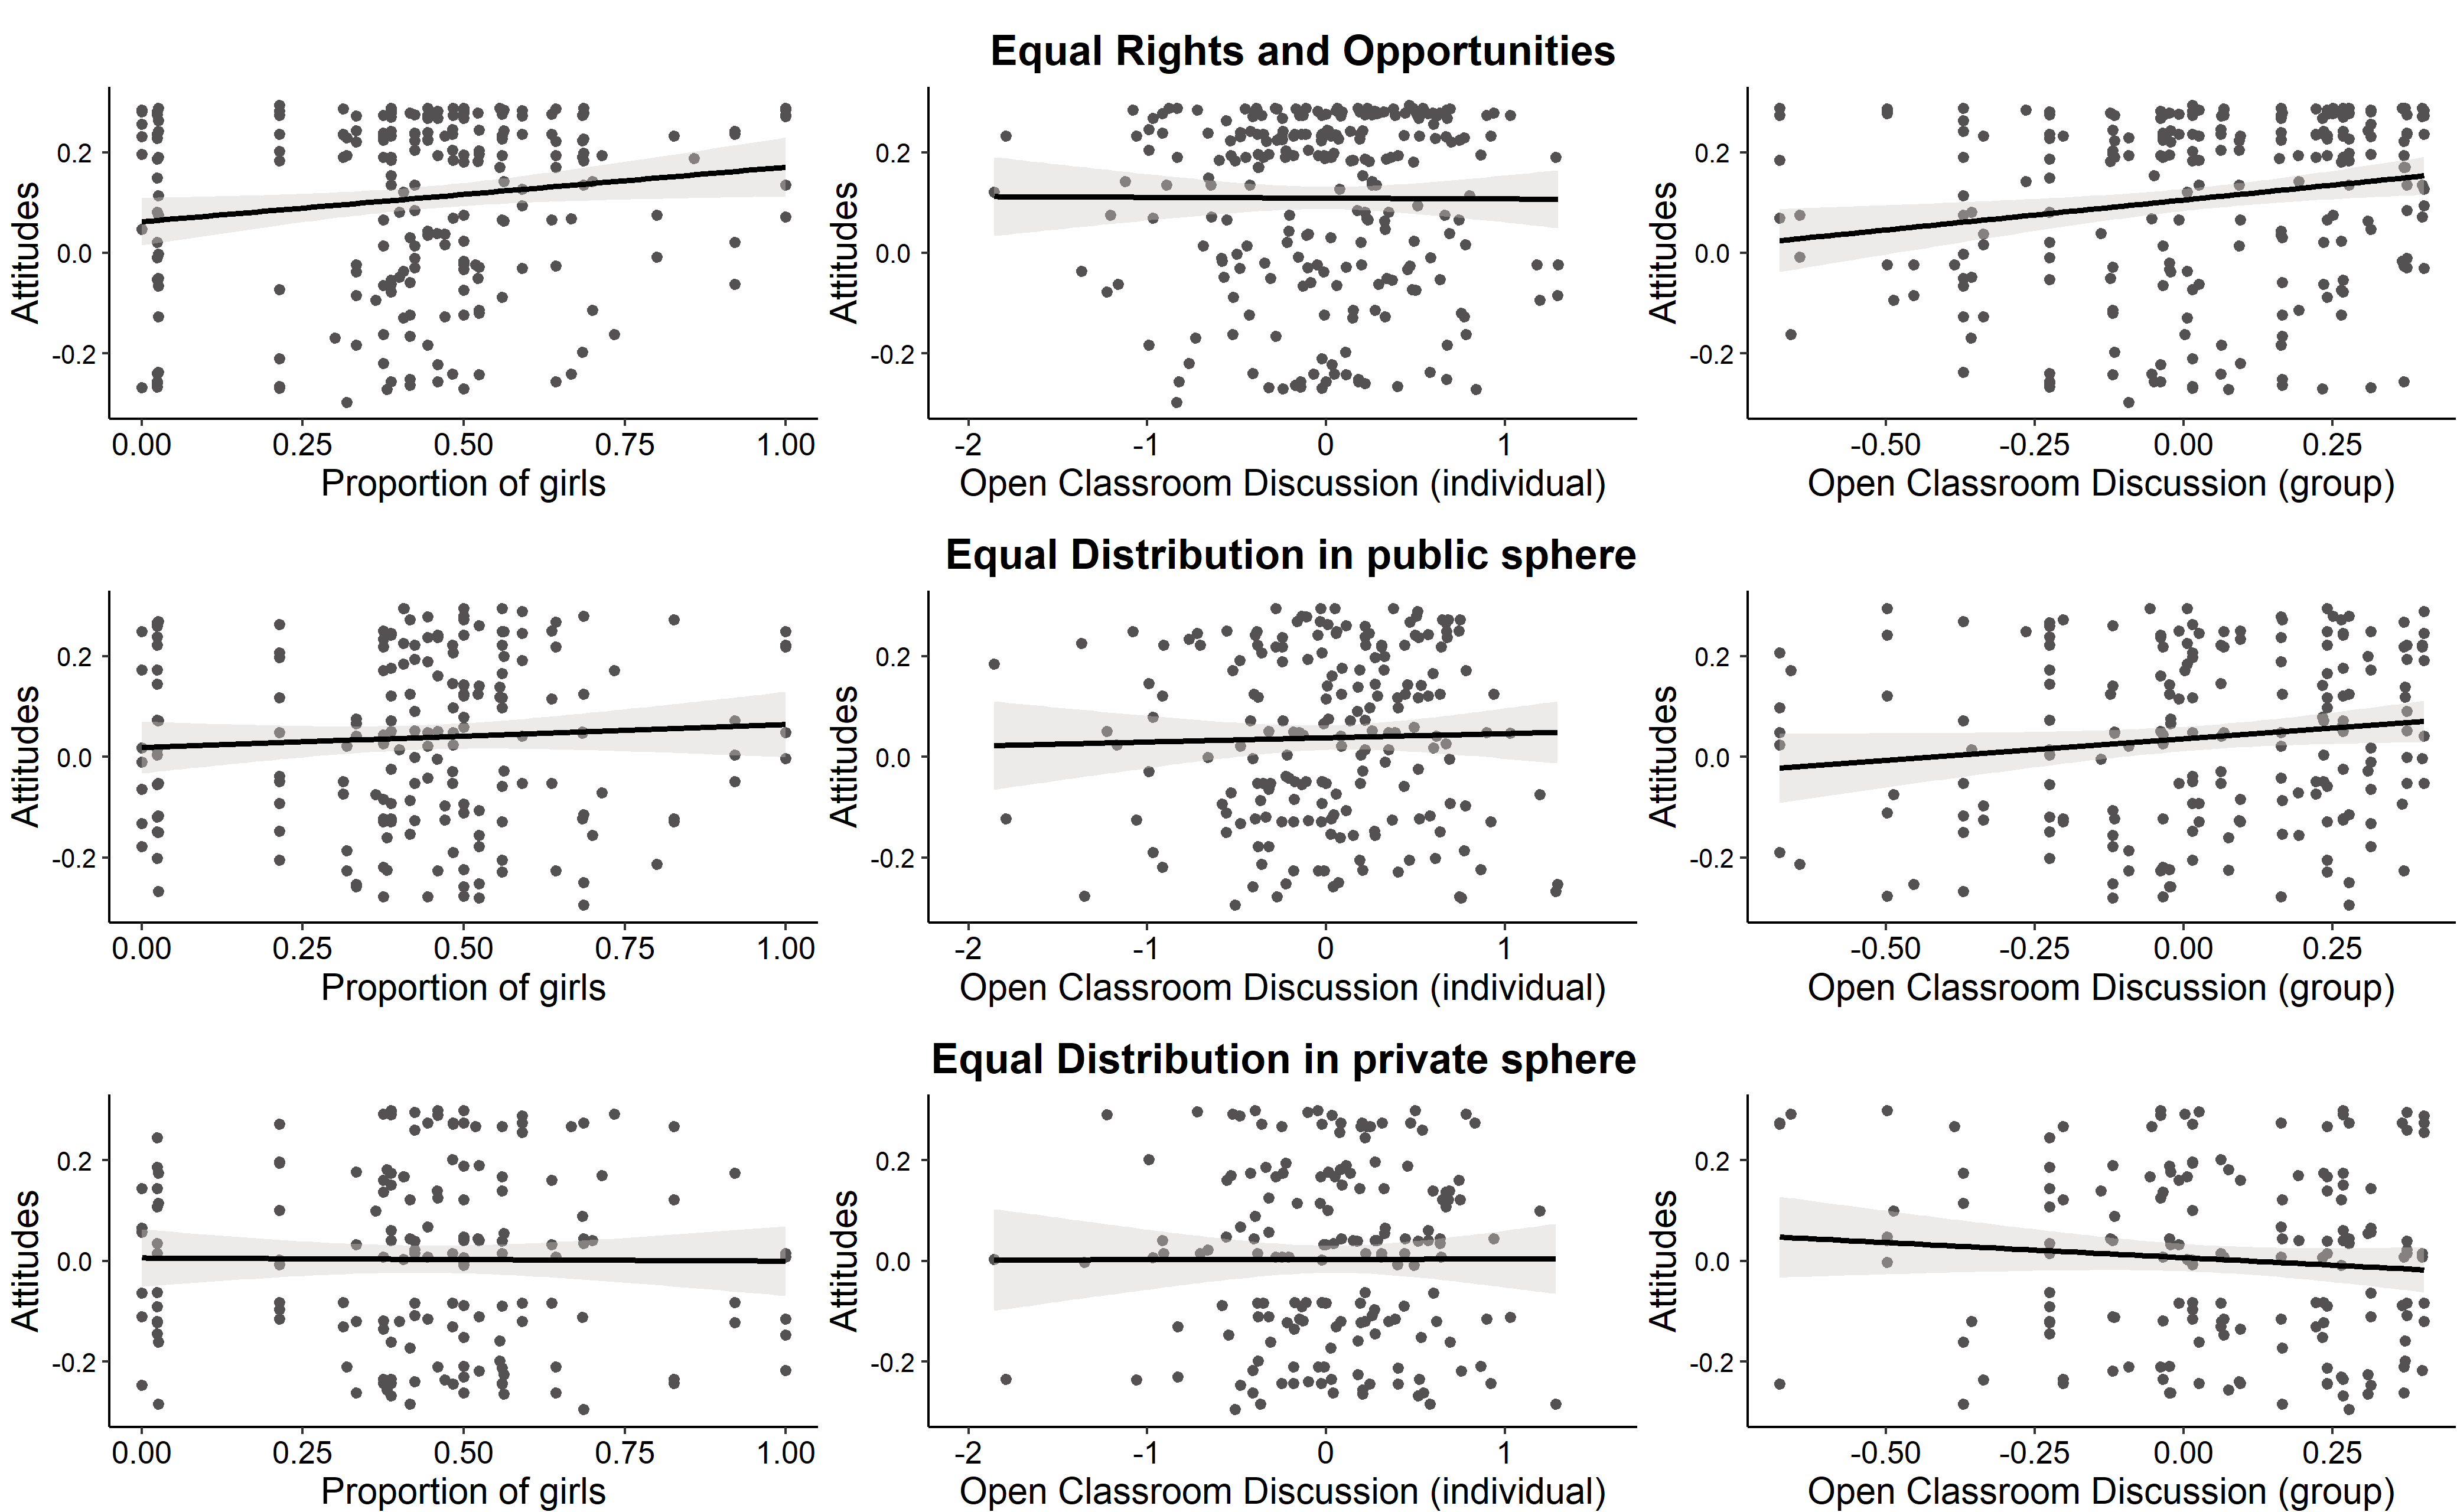 Equal Rights and Opportunities
Attitudes
0.2
0.0
-0.2
0.00 0.25 0.50 0.75 1.00
Proportion of girls
Attitudes
0.2
0.0
-0.2
-2 -1 0 1
Open Classroom Discussion (individual)
Attitudes
0.2
0.0
-0.2
-0.50 -0.25 0.00 0.25
Open Classroom Discussion (group)
Equal Distribution in public sphere
Attitudes
0.2
0.0
-0.2
0.00 0.25 0.50 0.75 1.00
Proportion of girls
Attitudes
0.2
0.0
-0.2
-2 -1 0 1
Open Classroom Discussion (individual)
Attitudes
0.2
0.0
-0.2
-0.50 -0.25 0.00 0.25
Open Classroom Discussion (group)
Equal Distribution in private sphere
Attitudes
0.2
0.0
-0.2
0.00 0.25 0.50 0.75 1.00
Proportion of girls
Attitudes
0.2
0.0
-0.2
-2 -1 0 1
Open Classroom Discussion (individual)
Attitudes
0.2
0.0
-0.2
-0.50 -0.25 0.00 0.25
Open Classroom Discussion (group)